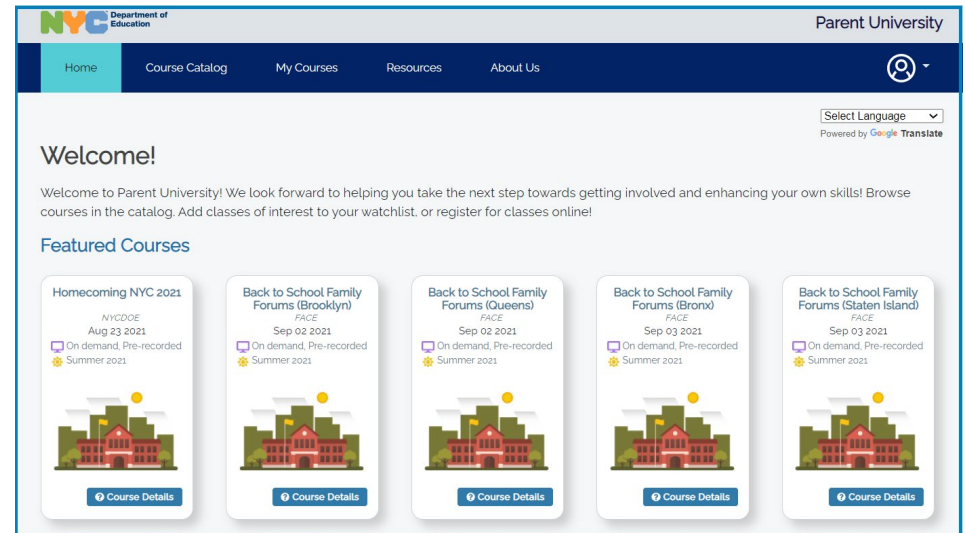 NYC Department of
Education
Parent University
Home Course Catalog My Courses Resources About Us
Select Language
Powered by Google Translate
Welcome!
Welcome to Parent University! We look forward to helping you take the next step towards getting involved and enhancing your own skills! Browse
courses in the catalog. Add classes of interest to your watchlist, or register for classes online!
Featured Courses
Homecoming NYC 2021
NYCDOE
Aug 23 2021
On demand, Pre-recorded
Summer 2021
Course Details
Back to School Family
Forums (Brooklyn)
FACE
Sep 02 2021
On demand, Pre-recorded
Summer 2021
Course Details
Back to School Family
Forums (Queens)
FACE
Sep 02 2021
On demand, Pre-recorded
Summer 2021
Course Details
Back to School Family
Forums (Bronx)
FACE
Sep 03 2021
On demand, Pre-recorded
Summer 2021
Course Details
Back to School Family
Forums (Staten Island)
FACE
Sep 03 2021
On demand, Pre-recorded
Summer 2021
Course Details